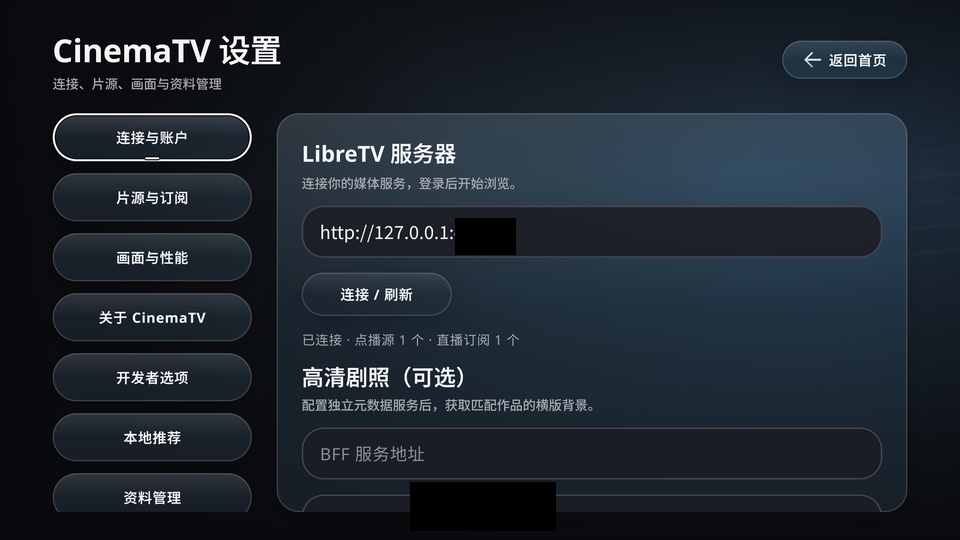 CinemaTV 设置
连接、片源、画面与资料管理
返回首页
连接与账户
片源与订阅
画面与性能
关于 CinemaTV
开发者选项
本地推荐
资料管理
LibreTV 服务器
连接你的媒体服务，登录后开始浏览。
http://127.0.0.1:
连接 / 刷新
已连接 · 点播源 1 个 · 直播订阅 1 个
高清剧照（可选）
配置独立元数据服务后，获取匹配作品的横版背景。
BFF 服务地址